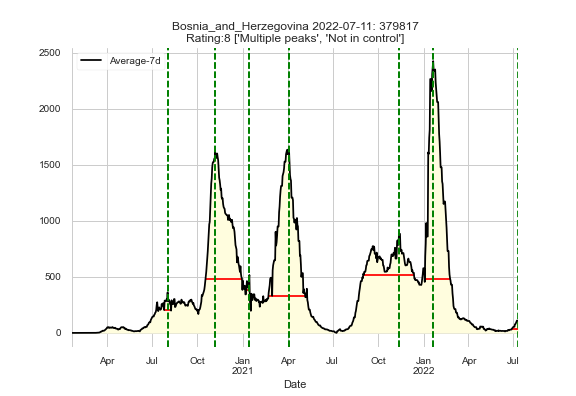 Bosnia_and_Herzegovina 2022-07-11: 379817
Rating:8 ['Multiple peaks', 'Not in control']
Average-7d
2500
2000
1500
1000
500
0
Apr Jul Oct Jan Apr Jul Oct Jan Apr Jul
2021 2022
Date